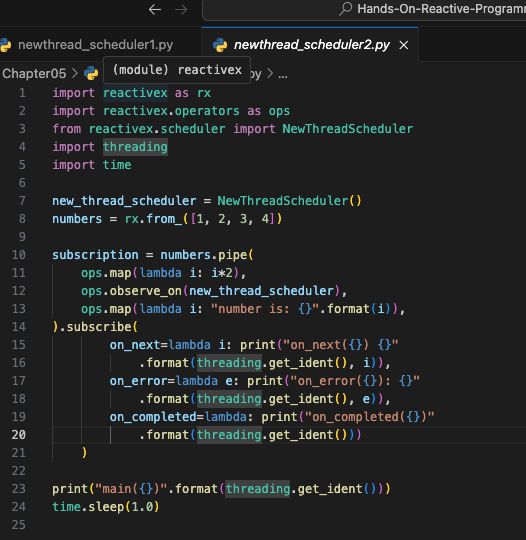 ← → Hands-On-Reactive-Programm
newthread_scheduler1.py newthread_scheduler2.py ×
Chapter05 > (module) reactivex py > ...
1 import reactivex as rx
2 import reactivex.operators as ops
3 from reactivex.scheduler import NewThreadScheduler
4 import threading
5 import time
6
7 new_thread_scheduler = NewThreadScheduler()
8 numbers = rx.from_([1, 2, 3, 4])
9
10 subscription = numbers.pipe(
11     ops.map(lambda i: i*2),
12     ops.observe_on(new_thread_scheduler),
13     ops.map(lambda i: "number is: {}".format(i)),
14 ).subscribe(
15         on_next=lambda i: print("on_next({}) {}"
16             .format(threading.get_ident(), i)),
17         on_error=lambda e: print("on_error({}): {}"
18             .format(threading.get_ident(), e)),
19         on_completed=lambda: print("on_completed({})"
20             .format(threading.get_ident()))
21     )
22
23 print("main({})".format(threading.get_ident()))
24 time.sleep(1.0)
25